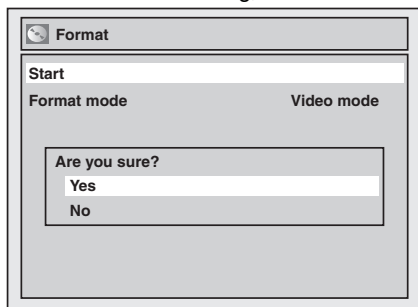 Format
Start
Format mode Video mode
Are you sure?
Yes
No